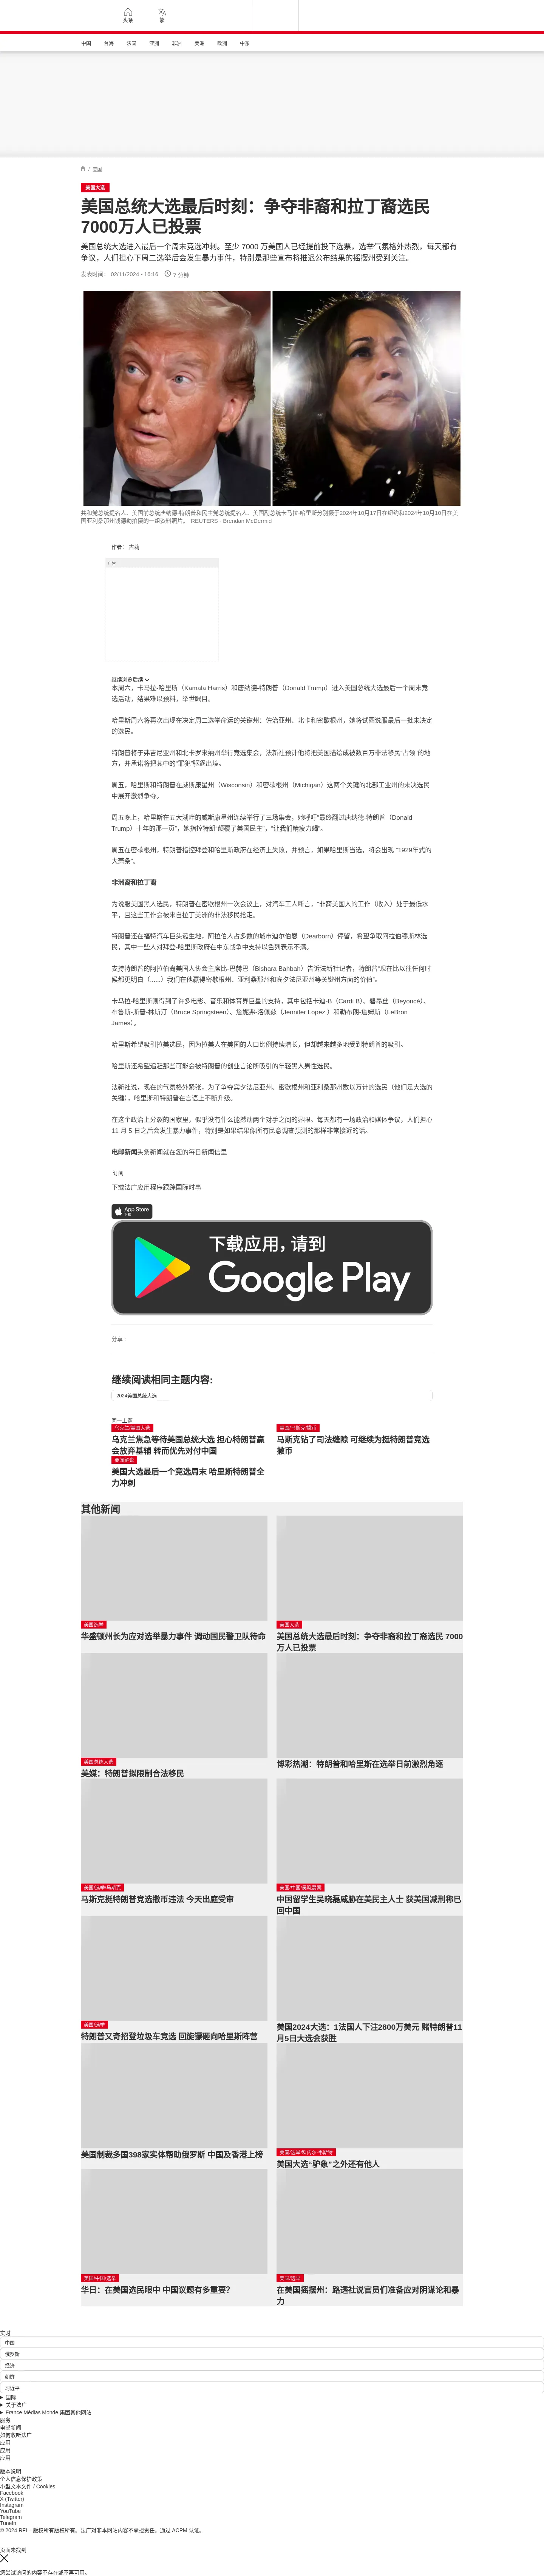 头条
繁
中国 台海 法国 亚洲 非洲 美洲 欧洲 中东
/ 美国
美国大选
美国总统大选最后时刻：争夺非裔和拉丁裔选民
7000万人已投票
美国总统大选进入最后一个周末竞选冲刺。至少 7000 万美国人已经提前投下选票，选举气氛格外热烈，每天都有
争议，人们担心下周二选举后会发生暴力事件，特别是那些宣布将推迟公布结果的摇摆州受到关注。
发表时间： 02/11/2024 - 18:16 7 分钟
共和党总统提名人、美国前总统唐纳德·特朗普和民主党总统提名人、美国副总统卡马拉·哈里斯分别摄于2024年10月17日在纽约和2024年10月10日在美
国亚利桑那州钱德勒拍摄的一组资料照片。 REUTERS - Brendan McDermid
作者： 古莉
广告
继续浏览后续
本周六，卡马拉-哈里斯（Kamala Harris）和唐纳德-特朗普（Donald Trump）进入美国总统大选最后一个周末竞
选活动，结果难以预料，举世瞩目。
哈里斯周六将再次出现在决定周二选举命运的关键州：佐治亚州、北卡和密歇根州，她将试图说服最后一批未决定
的选民。
特朗普将于弗吉尼亚州和北卡罗来纳州举行竞选集会，法新社预计他将把美国描绘成被数百万非法移民“占领”的地
方，并承诺将把其中的“罪犯”驱逐出境。
周五，哈里斯和特朗普在威斯康星州（Wisconsin）和密歇根州（Michigan）这两个关键的北部工业州的未决选民
中展开激烈争夺。
周五晚上，哈里斯在五大湖畔的威斯康星州连续举行了三场集会，她呼吁“最终翻过唐纳德-特朗普（Donald
Trump）十年的那一页”，她指控特朗“颠覆了美国民主”，“让我们精疲力竭”。
周五在密歇根州，特朗普指控拜登和哈里斯政府在经济上失败，并预言，如果哈里斯当选，将会出现 “1929年式的
大萧条”。
非洲裔和拉丁裔
为说服美国黑人选民，特朗普在密歇根州一次会议上，对汽车工人断言，“非裔美国人的工作（收入）处于最低水
平，且这些工作会被来自拉丁美洲的非法移民抢走。
特朗普还在福特汽车巨头诞生地，阿拉伯人占多数的城市迪尔伯恩（Dearborn）停留，希望争取阿拉伯穆斯林选
民，其中一些人对拜登-哈里斯政府在中东战争中支持以色列表示不满。
支持特朗普的阿拉伯裔美国人协会主席比-巴赫巴（Bishara Bahbah）告诉法新社记者，特朗普“现在比以往任何时
候都更明白（......）我们在他赢得密歇根州、亚利桑那州和宾夕法尼亚州等关键州方面的价值”。
卡马拉-哈里斯则得到了许多电影、音乐和体育界巨星的支持，其中包括卡迪-B（Cardi B）、碧昂丝（Beyoncé）、
布鲁斯-斯普-林斯汀（Bruce Springsteen）、詹妮弗-洛佩兹（Jennifer Lopez ）和勒布朗-詹姆斯（LeBron
James）。
哈里斯希望吸引拉美选民，因为拉美人在美国的人口比例持续增长，但却越来越多地受到特朗普的吸引。
哈里斯还希望追赶那些可能会被特朗普的创业言论所吸引的年轻黑人男性选民。
法新社说，现在的气氛格外紧张，为了争夺宾夕法尼亚州、密歇根州和亚利桑那州数以万计的选民（他们是大选的
关键），哈里斯和特朗普在言语上不断升级。
在这个政治上分裂的国家里，似乎没有什么能撼动两个对手之间的界限。每天都有一场政治和媒体争议，人们担心
11 月 5 日之后会发生暴力事件，特别是如果结果像所有民意调查预测的那样非常接近的话。
电邮新闻头条新闻就在您的每日新闻信里
订阅
下载法广应用程序跟踪国际时事
App Store
下载应用，请到
Google Play
分享 :
继续阅读相同主题内容:
2024美国总统大选
同一主题
乌克兰/美国大选
乌克兰焦急等待美国总统大选 担心特朗普赢
会放弃基辅 转而优先对付中国
美国/马斯克/撒币
马斯克钻了司法缝隙 可继续为挺特朗普竞选
撒币
要闻解说
美国大选最后一个竞选周末 哈里斯特朗普全
力冲刺
其他新闻
美国选举
华盛顿州长为应对选举暴力事件 调动国民警卫队待命
美国大选
美国总统大选最后时刻：争夺非裔和拉丁裔选民 7000
万人已投票
美国总统大选
美媒：特朗普拟限制合法移民
博彩热潮：特朗普和哈里斯在选举日前激烈角逐
美国/选举/马斯克
马斯克挺特朗普竞选撒币违法 今天出庭受审
美国/中国/吴晓磊案
中国留学生吴晓磊威胁在美民主人士 获美国减刑称已
回中国
美国/选举
特朗普又奇招登垃圾车竞选 回旋镖砸向哈里斯阵营
美国2024大选：1法国人下注2800万美元 赌特朗普11
月5日大选会获胜
美国制裁多国398家实体帮助俄罗斯 中国及香港上榜
美国/选举/科内尔·韦斯特
美国大选“驴象”之外还有他人
美国/中国/选举
华日：在美国选民眼中 中国议题有多重要？
美国/选举
在美国摇摆州：路透社说官员们准备应对阴谋论和暴
力
实时
中国
俄罗斯
经济
朝鲜
习近平
国际
关于法广
France Médias Monde 集团其他网站
服务
电邮新闻
如何收听法广
应用
应用
应用
版本说明
个人信息保护政策
小型文本文件 / Cookies
Facebook
X (Twitter)
Instagram
YouTube
Telegram
TuneIn
© 2024 RFI – 版权所有版权所有。法广对非本网站内容不承担责任。通过 ACPM 认证。
页面未找到
您尝试访问的内容不存在或不再可用。